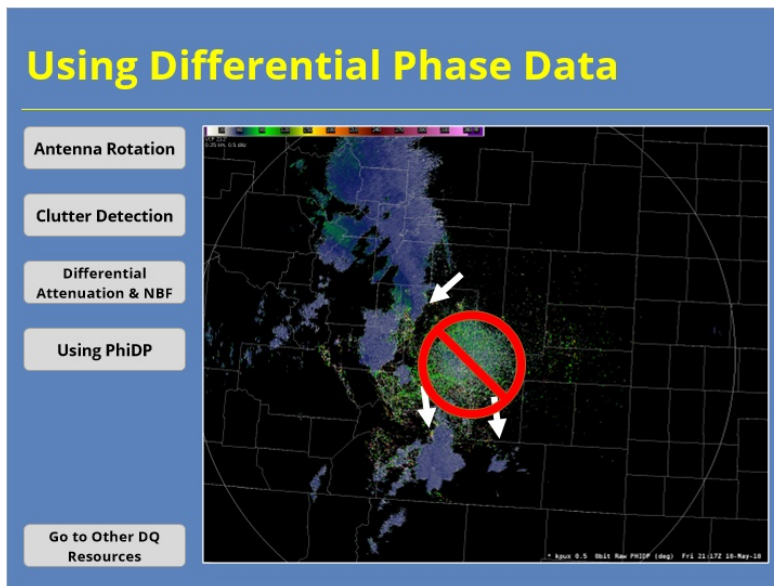 Using Differential Phase Data
Antenna Rotation
Clutter Detection
Differential
Attenuation & NBF
Using PhiDP
Go to Other DQ
Resources
* kpux 0.5 8bit Raw PHIDP (deg) Fri 21:17Z 18-May-18